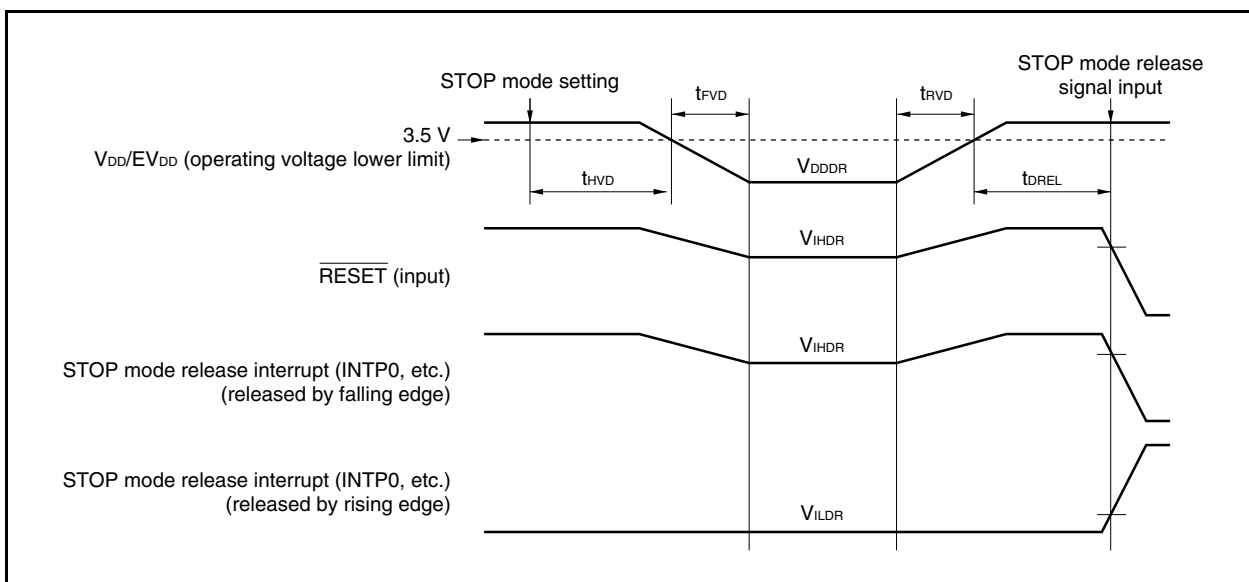 STOP mode setting
STOP mode release
signal input
tFVD
tRVD
3.5 V
VDD/EVDD (operating voltage lower limit)
VDDDR
tHVD
tDREL
VIHDR
RESET (input)
VIHDR
STOP mode release interrupt (INTP0, etc.)
(released by falling edge)
STOP mode release interrupt (INTP0, etc.)
(released by rising edge)
VILDR